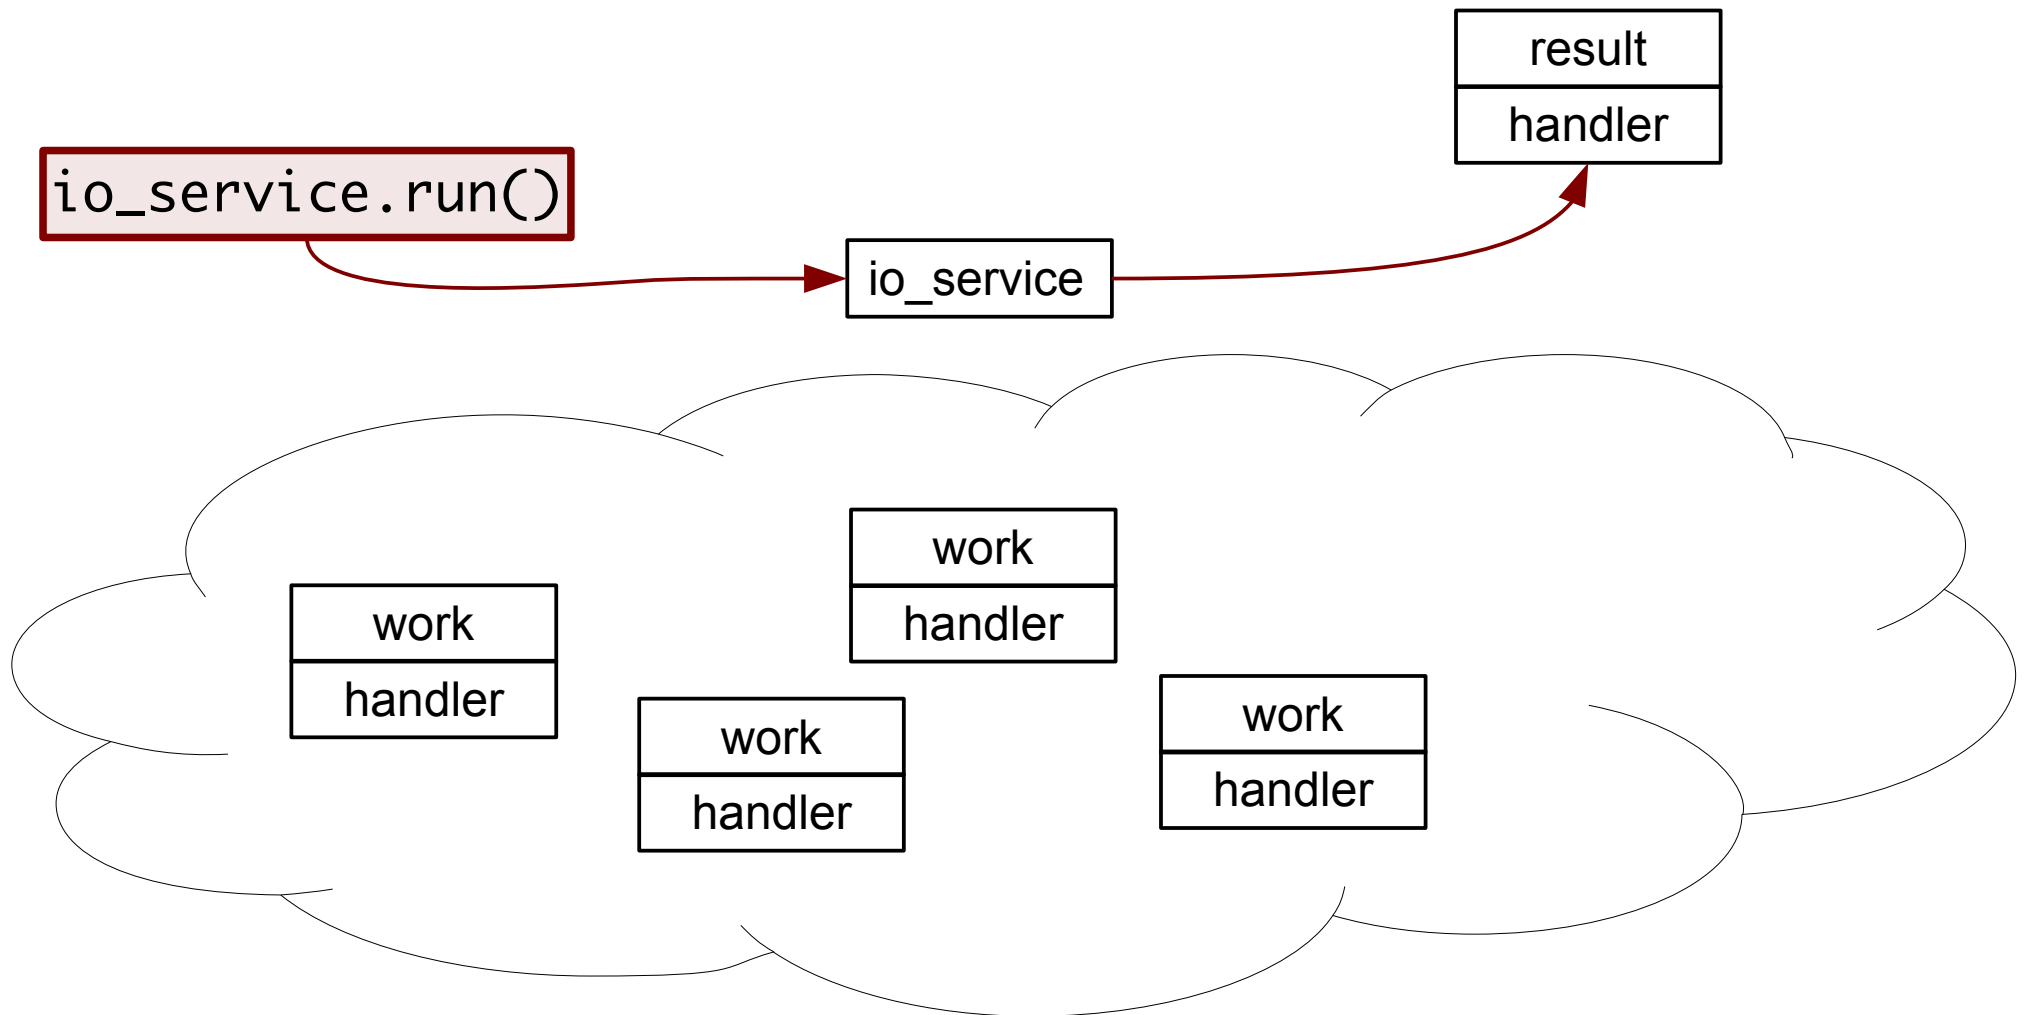 result
handler
io_service.run()
io_service
work
handler
work
handler
work
handler
work
handler